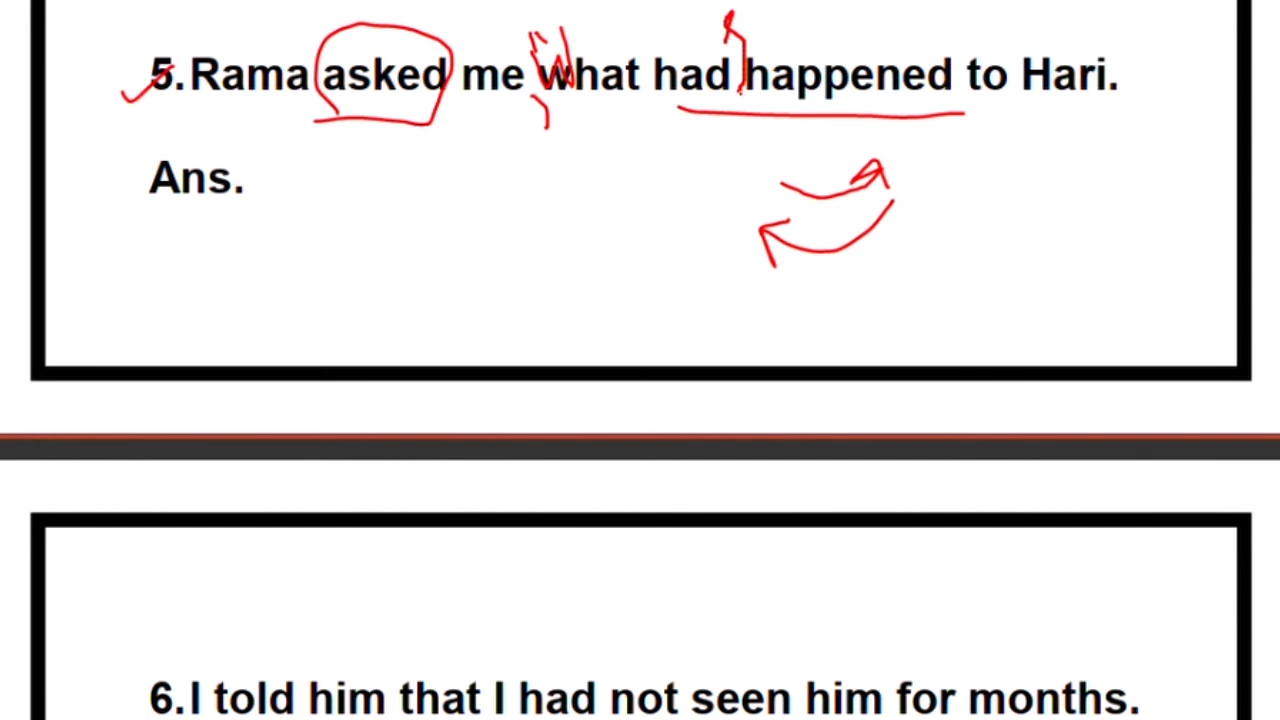 5.Rama asked me what had happened to Hari.
Ans.
6.I told him that I had not seen him for months.